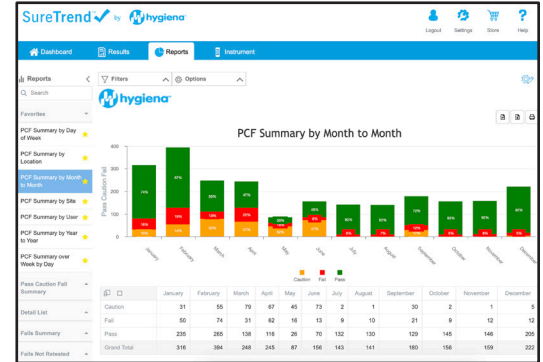 SureTrend by hygiena
Logout Settings Store Help
Dashboard Results Reports Instrument
Reports
Filters
Options
Search
hygiena
Favorites
PCF Summary by Day
of Week
PCF Summary by
Location
PCF Summary by Month
to Month
PCF Summary by Site
PCF Summary by User
PCF Summary by Year
to Year
PCF Summary over
Week by Day
Pass Caution Fail
Summary
Detail List
Fails Summary
Fails Not Retested
PCF Summary by Month to Month
Pass Caution Fail
400
300
200
100
0
January February March April May June July August September October November December
Caution Fail Pass
January February March April May June July August September October November December
Caution 31 55 79 67 45 73 2 1 30 2 1 5
Fail 50 74 31 62 16 13 9 10 21 9 12 12
Pass 235 265 138 116 26 70 132 130 129 145 146 205
Grand Total 316 394 248 245 87 156 143 141 180 156 159 222